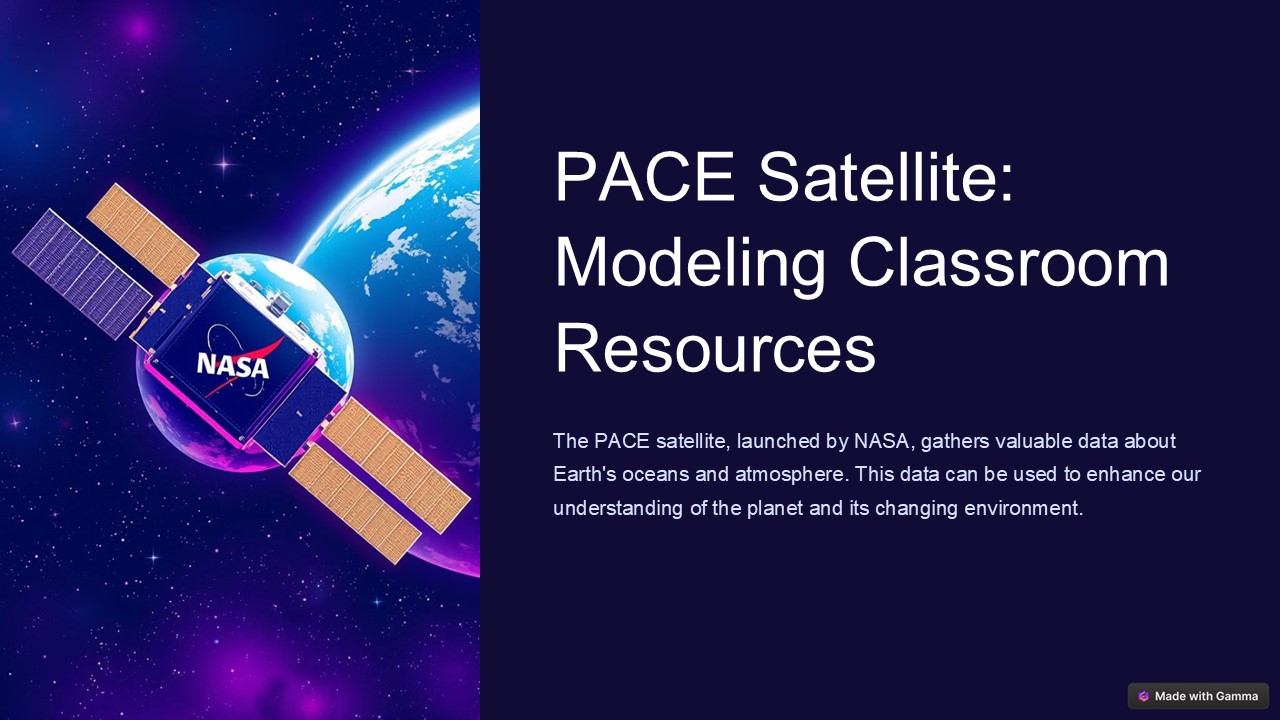 NASA
PACE Satellite:
Modeling Classroom
Resources
The PACE satellite, launched by NASA, gathers valuable data about
Earth's oceans and atmosphere. This data can be used to enhance our
understanding of the planet and its changing environment.
Made with Gamma